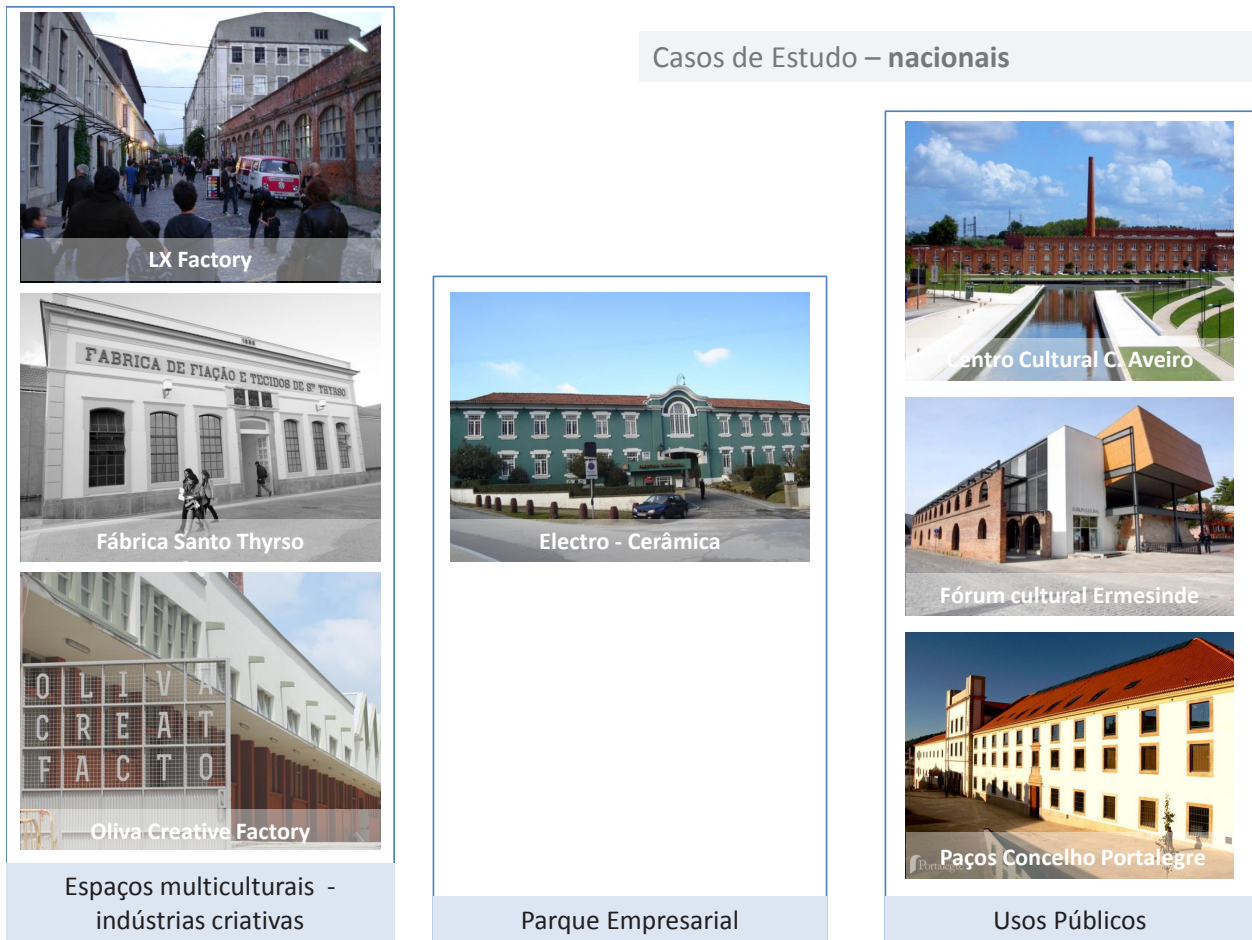 Casos de Estudo – nacionais
LX Factory
1888
FABRICA DE FIAÇÃO E TECIDOS DE Sᵗᵒ THYRSO
Fábrica Santo Thyrso
OLIVA
CREAT
FACTO
Oliva Creative Factory
Espaços multiculturais -
indústrias criativas
Electro - Cerâmica
Parque Empresarial
Centro Cultural C. Aveiro
Fórum cultural Ermesinde
Portalegre
Paços Concelho Portalegre
Usos Públicos